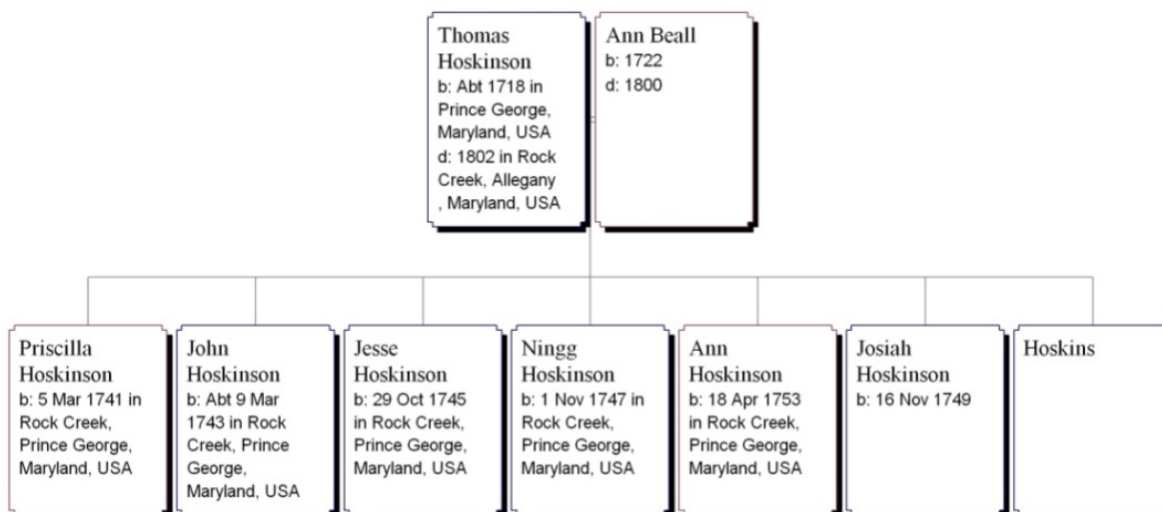 Thomas
Hoskinson
b: Abt 1718 in
Prince George,
Maryland, USA
d: 1802 in Rock
Creek, Allegany
, Maryland, USA
Ann Beall
b: 1722
d: 1800
Priscilla
Hoskinson
b: 5 Mar 1741 in
Rock Creek,
Prince George,
Maryland, USA
John
Hoskinson
b: Abt 9 Mar
1743 in Rock
Creek, Prince
George,
Maryland, USA
Jesse
Hoskinson
b: 29 Oct 1745
in Rock Creek,
Prince George,
Maryland, USA
Ningg
Hoskinson
b: 1 Nov 1747 in
Rock Creek,
Prince George,
Maryland, USA
Ann
Hoskinson
b: 18 Apr 1753
in Rock Creek,
Prince George,
Maryland, USA
Josiah
Hoskinson
b: 16 Nov 1749
Hoskins